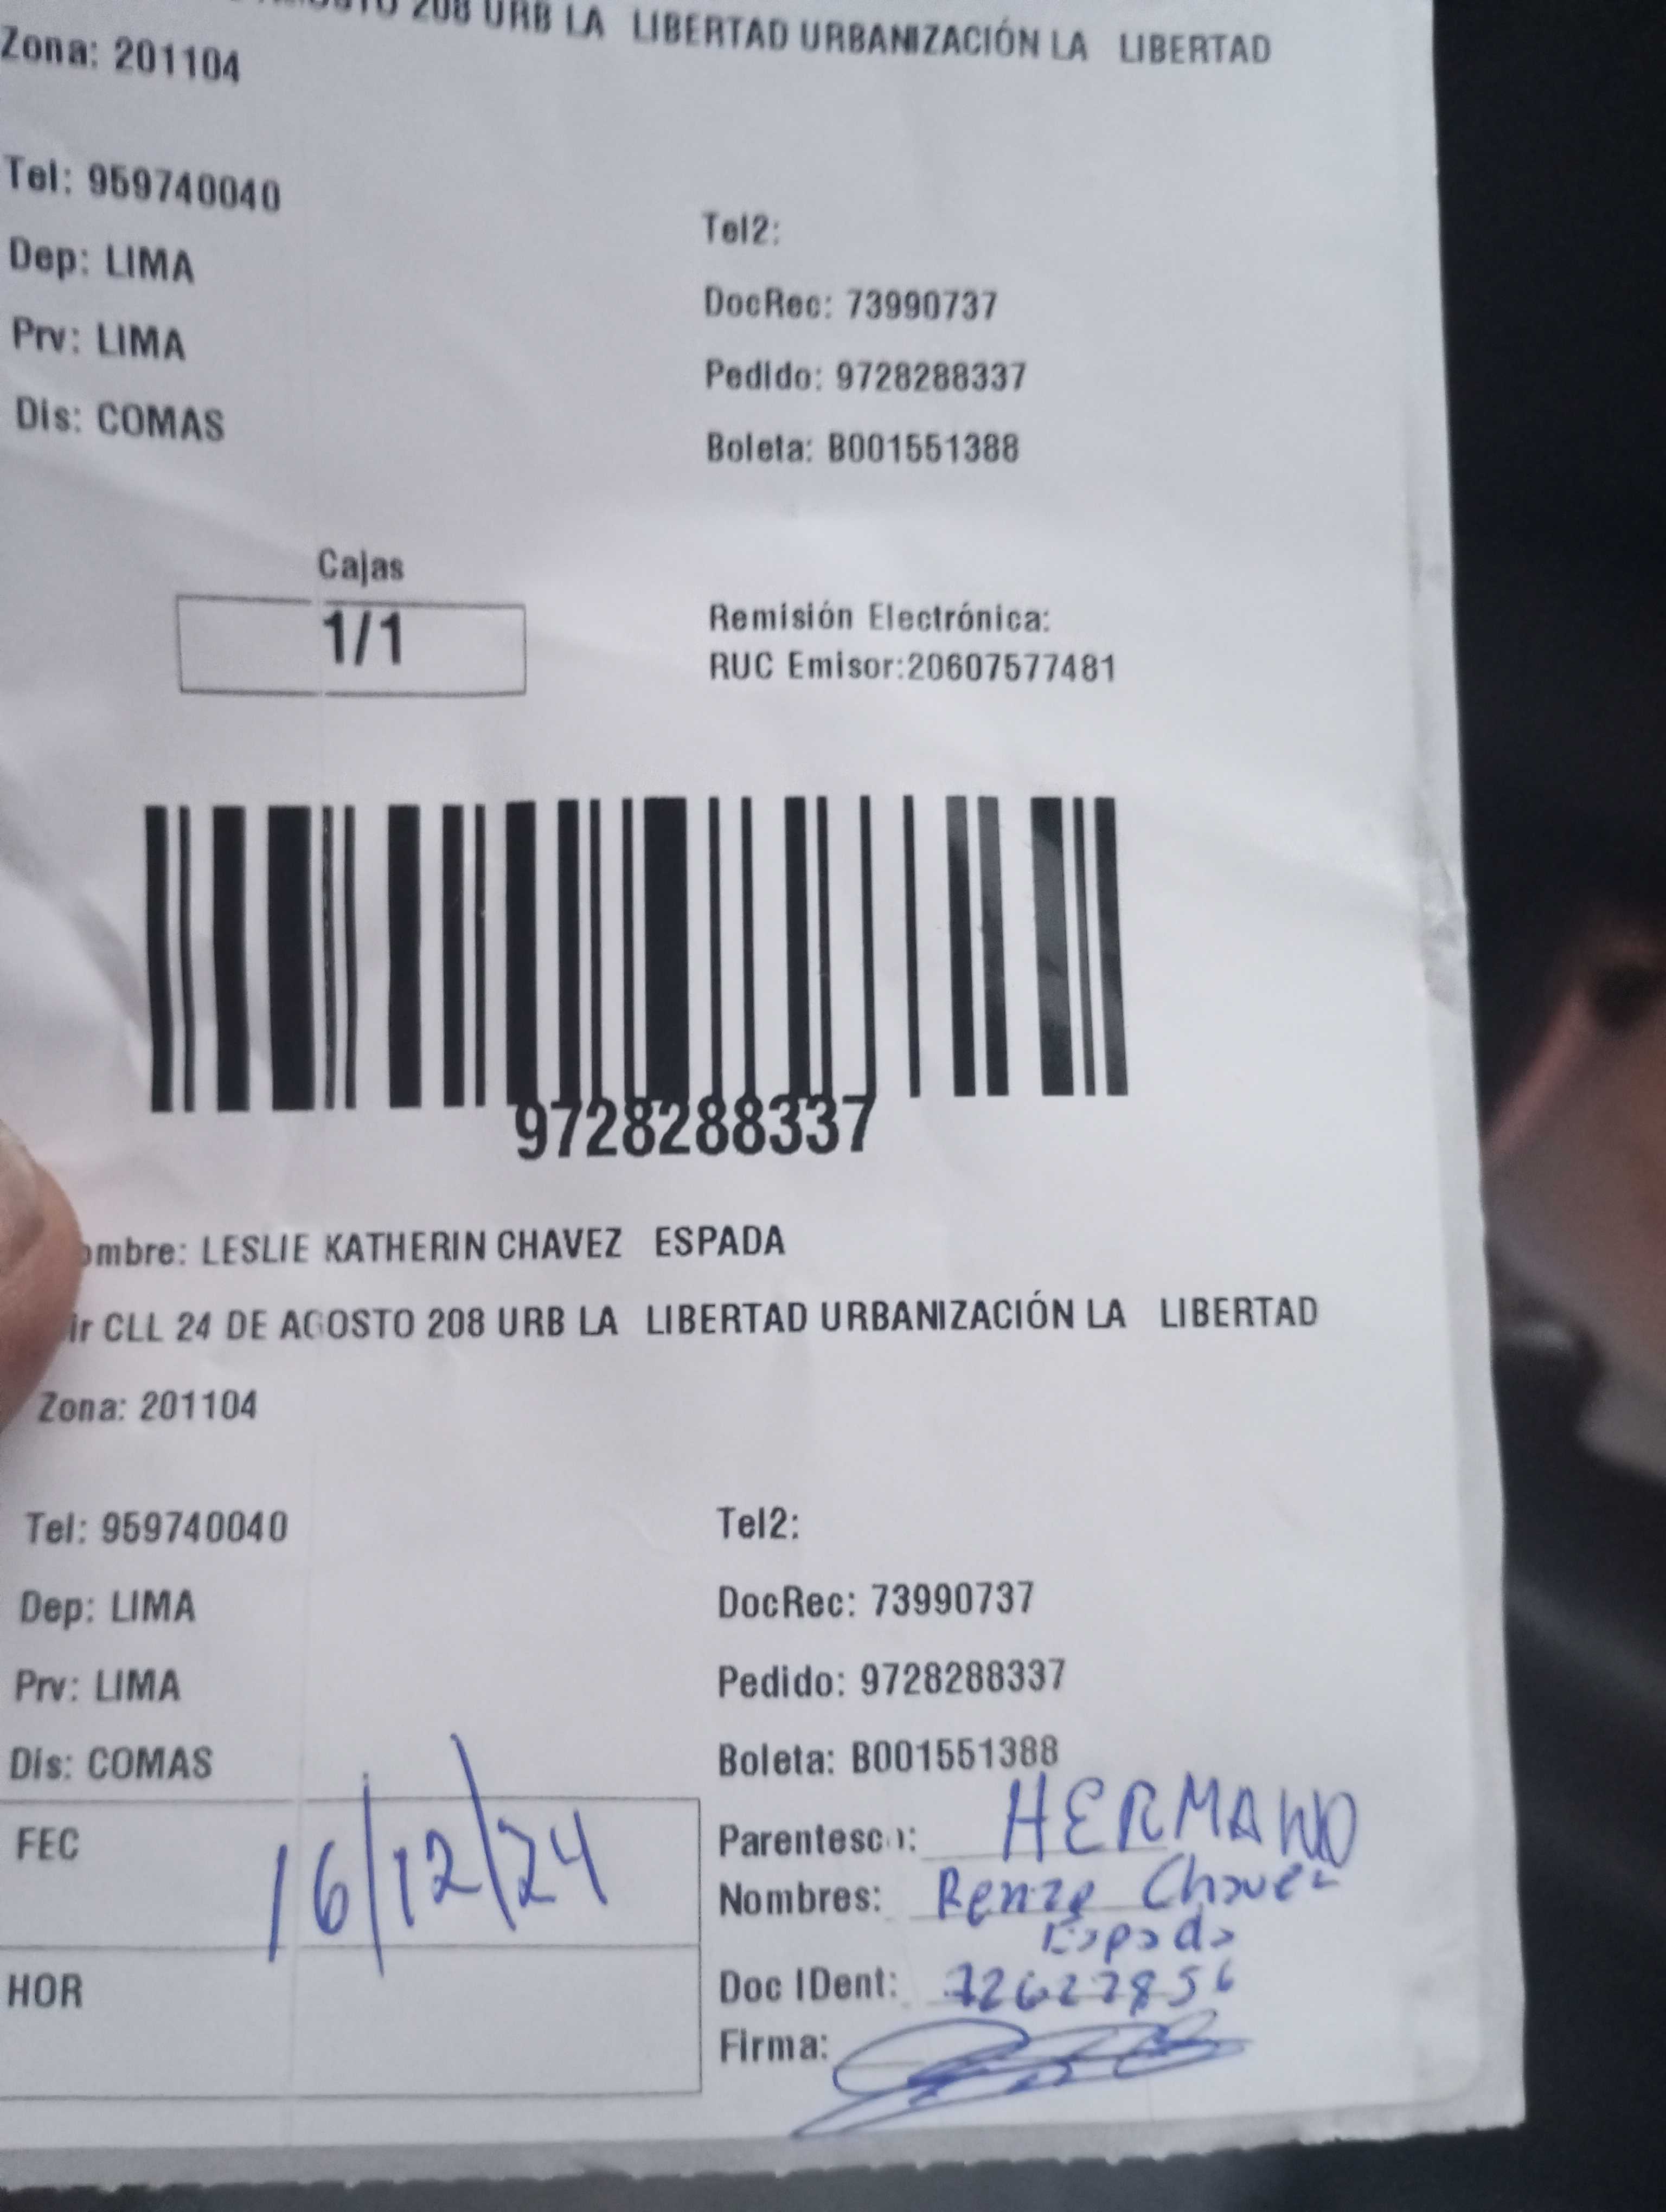 208 URB LA LIBERTAD URBANIZACIÓN LA LIBERTAD
Zona: 201104
Tel: 959740040
Tel2:
Dep: LIMA
DocRec: 73990737
Prv: LIMA
Pedido: 9728288337
Dis: COMAS
Boleta: B001551388
Cajas
1/1
Remisión Electrónica:
RUC Emisor:20607577481
9728288337
ombre: LESLIE KATHERIN CHAVEZ ESPADA
ir CLL 24 DE AGOSTO 208 URB LA LIBERTAD URBANIZACIÓN LA LIBERTAD
Zona: 201104
Tel: 959740040
Tel2:
Dep: LIMA
DocRec: 73990737
Prv: LIMA
Pedido: 9728288337
Dis: COMAS
Boleta: B001551388
FEC 16/12/24
Parentesco: HERMANO
Nombres: Chavez
Espada
HOR
Doc IDent: 72627856
Firma: